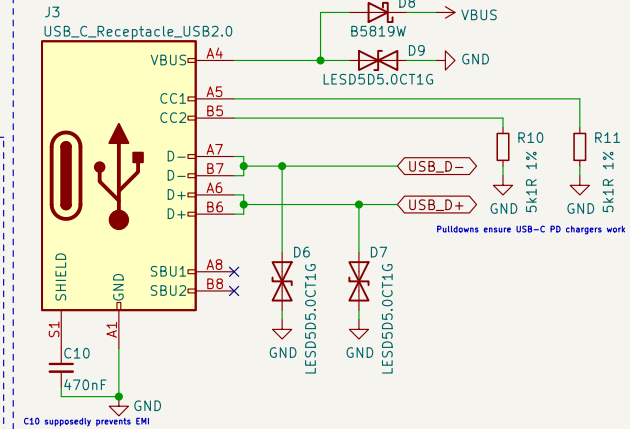 J3
USB_C_Receptacle_USB2.0
D8
VBUS
B5819W
VBUS
A4
D9
GND
LESD5D5.0CT1G
CC1
A5
CC2
B5
R10
5k1R 1%
R11
5k1R 1%
D-
A7
D-
B7
USB_D-
D+
A6
D+
B6
USB_D+
GND
GND
Pulldowns ensure USB-C PD chargers work
D6
LESD5D5.0CT1G
D7
LESD5D5.0CT1G
SBU1
A8
SBU2
B8
SHIELD
GND
S1
A1
GND
GND
C10
470nF
GND
C10 supposedly prevents EMI